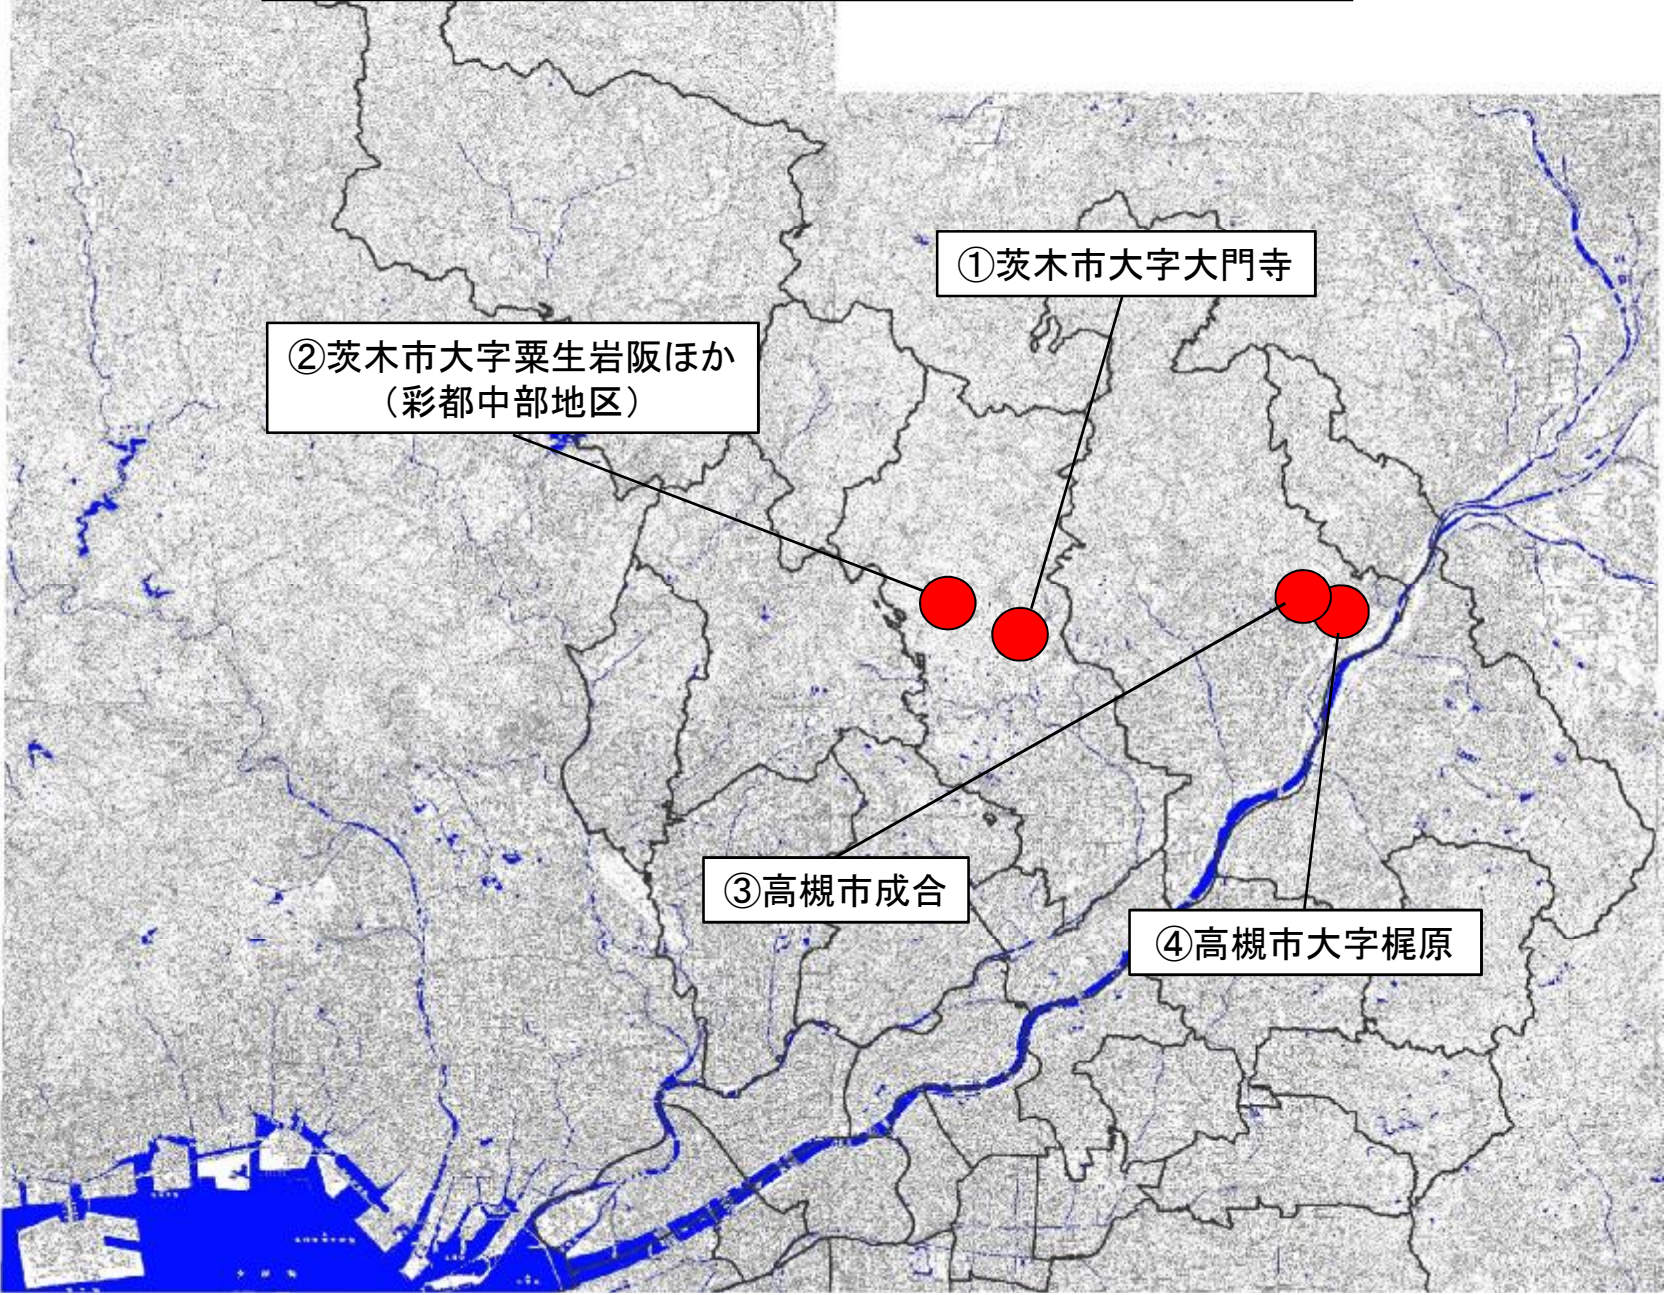 ①茨木市大字大門寺
②茨木市大字粟生岩阪ほか
（彩都中部地区）
③高槻市成合
④高槻市大字梶原